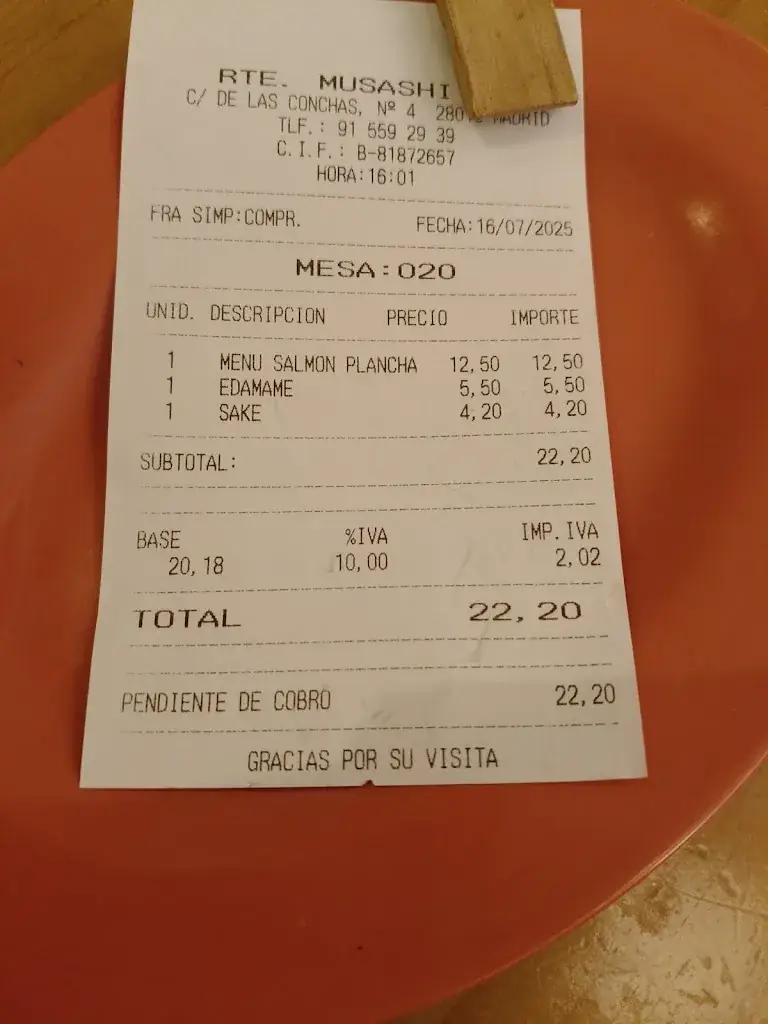 RTE. MUSASHI
C/ DE LAS CONCHAS, Nº 4 MADRID
TLF.: 91 559 29 39
C.I.F.: B-81872657
HORA:16:01
FRA SIMP:COMPR. FECHA:16/07/2025
MESA:020
UNID. DESCRIPCION PRECIO IMPORTE
1 MENU SALMON PLANCHA 12,50 12,50
1 EDAMAME 5,50 5,50
1 SAKE 4,20 4,20
SUBTOTAL: 22,20
BASE %IVA IMP.IVA
20,18 10,00 2,02
TOTAL 22,20
PENDIENTE DE COBRO 22,20
GRACIAS POR SU VISITA